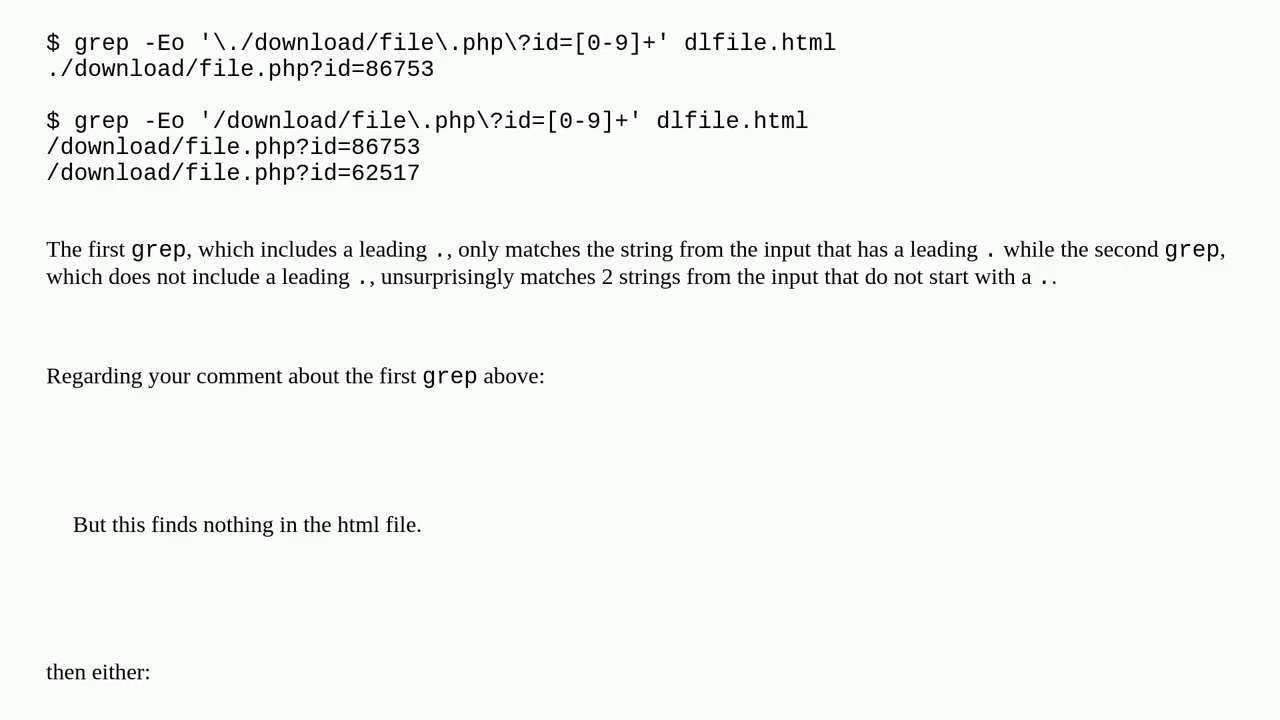 $ grep -Eo '\./download/file\.php\?id=[0-9]+' dlfile.html
./download/file.php?id=86753
$ grep -Eo '/download/file\.php\?id=[0-9]+' dlfile.html
/download/file.php?id=86753
/download/file.php?id=62517
The first grep, which includes a leading ., only matches the string from the input that has a leading . while the second grep,
which does not include a leading ., unsurprisingly matches 2 strings from the input that do not start with a ..
Regarding your comment about the first grep above:
But this finds nothing in the html file.
then either: